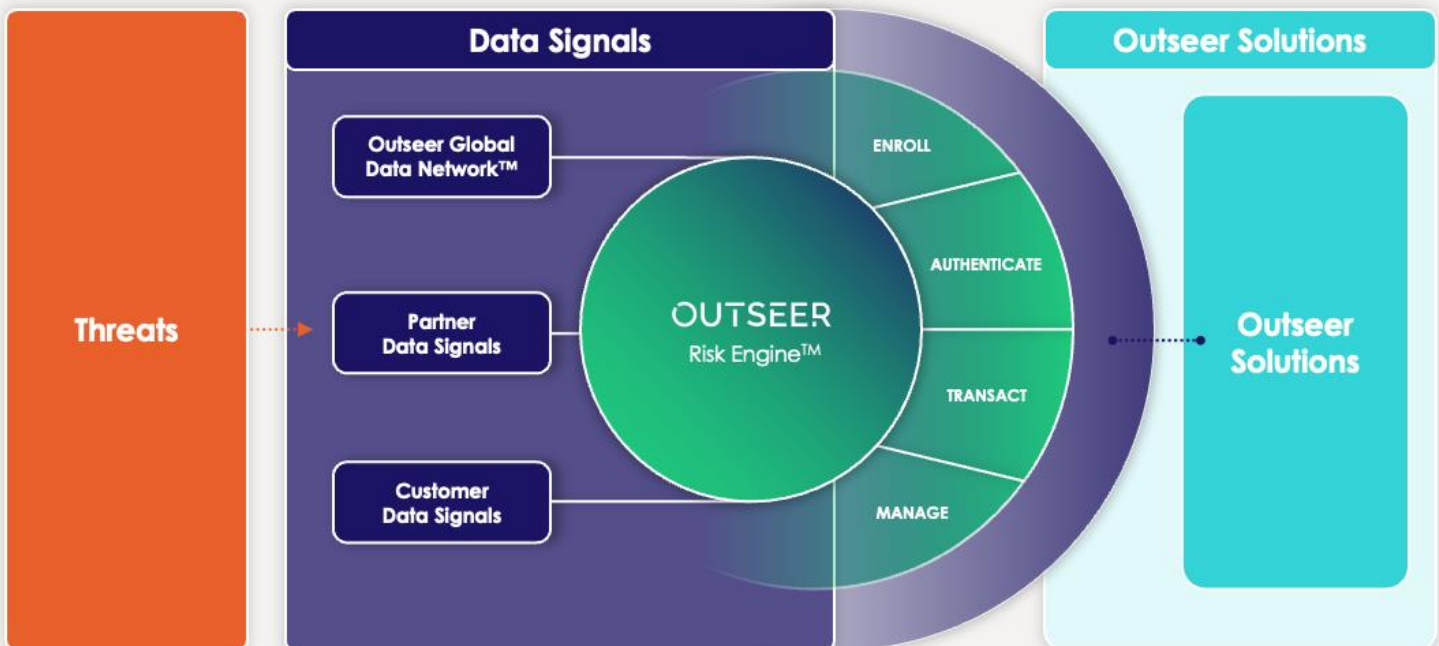 Threats
Data Signals
Outseer Global
Data Network™
Partner
Data Signals
Customer
Data Signals
OUTSEER
Risk Engine™
ENROLL
AUTHENTICATE
TRANSACT
MANAGE
Outseer Solutions
Outseer
Solutions